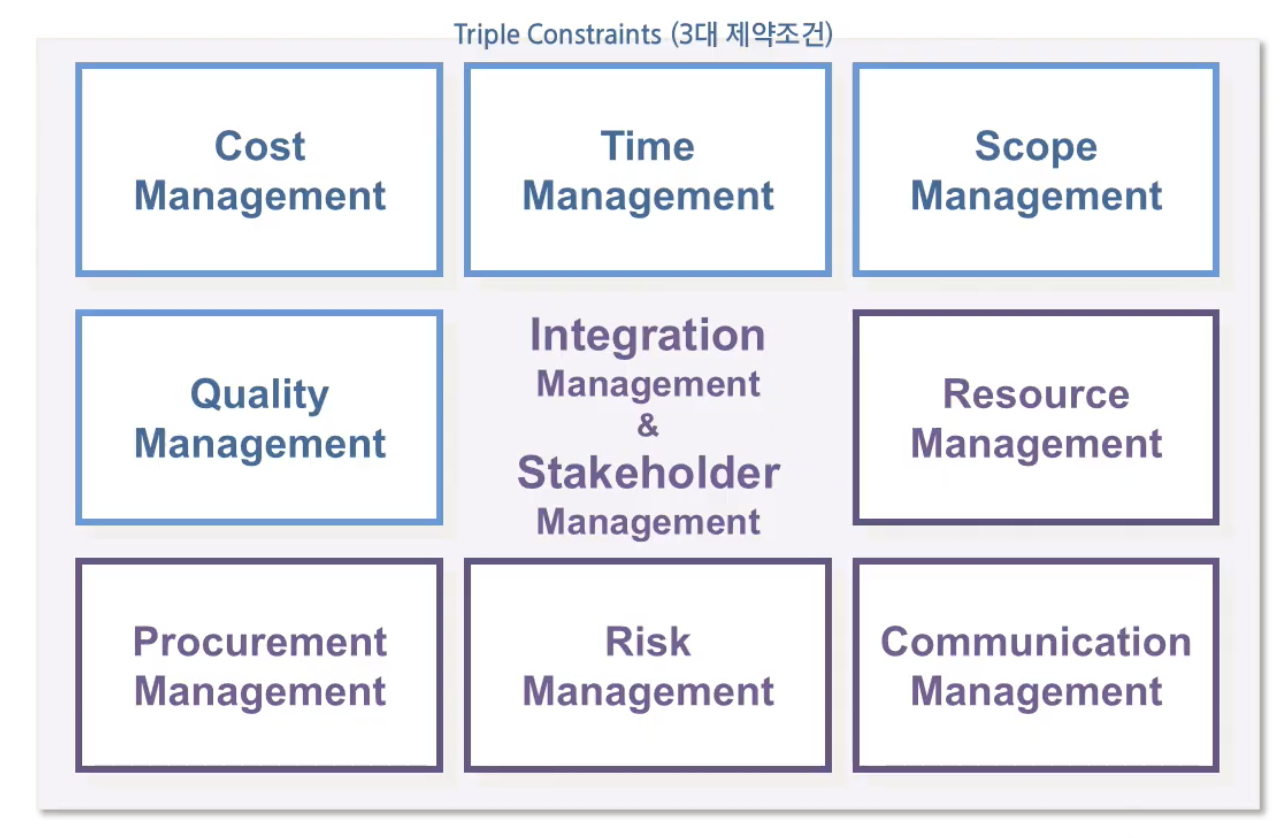 Triple Constraints (3대 제약조건)
Cost
Management
Time
Management
Scope
Management
Quality
Management
Integration
Management
&
Stakeholder
Management
Resource
Management
Procurement
Management
Risk
Management
Communication
Management